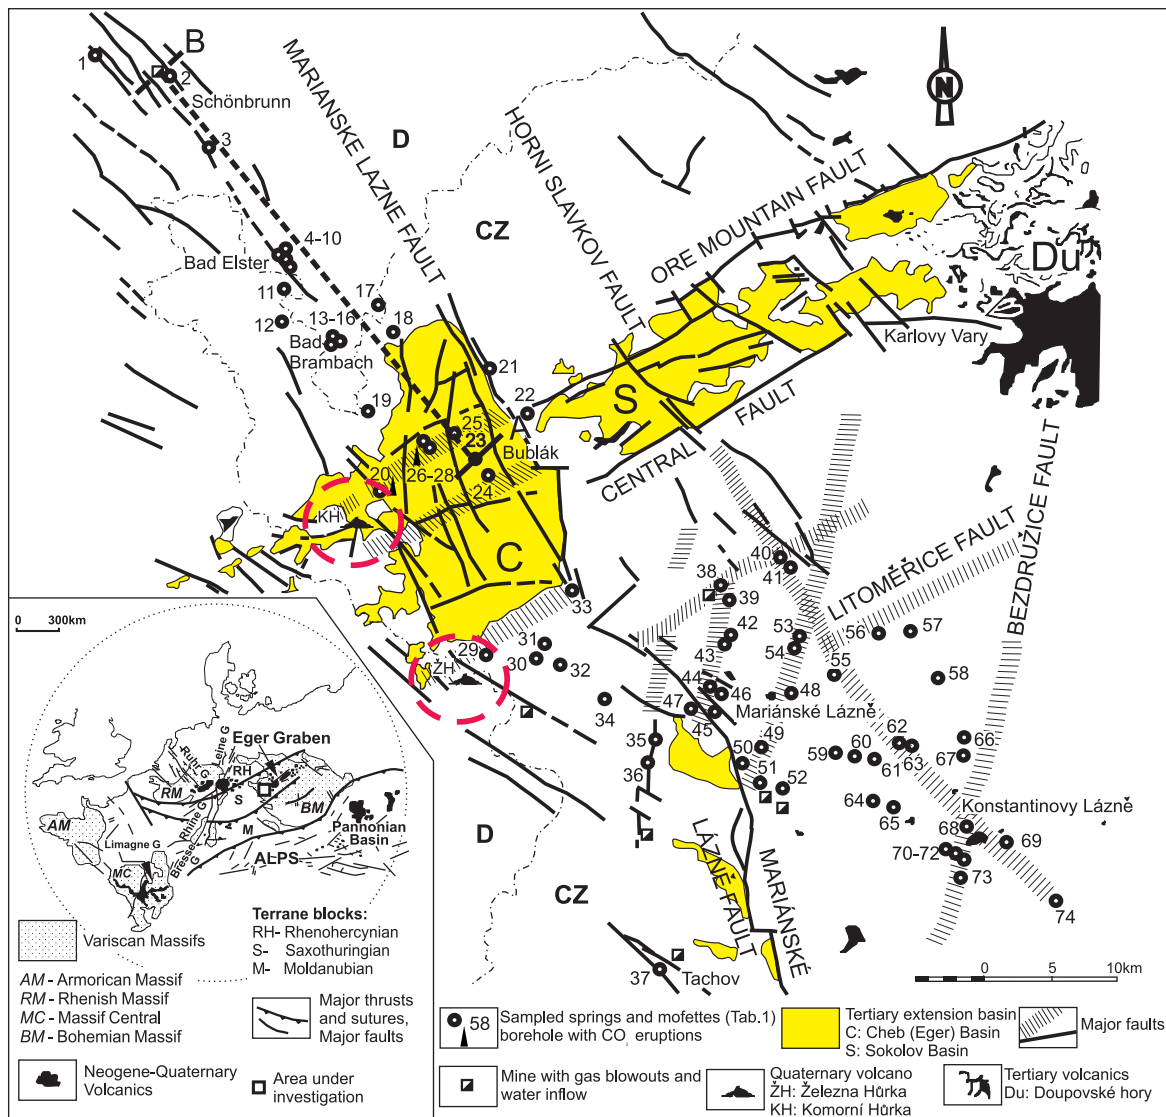 B
1
2
Schönbrunn
3
MARIANSKE LAZNE FAULT
D
HORNI SLAVKOV FAULT
ORE MOUNTAIN FAULT
N
CZ
Du
4-10
Bad Elster
11
12
13-16
Bad
Brambach
17
18
19
21
22
A
25
23
Bublák
26-28
24
20
KH
S
Karlovy Vary
CENTRAL
FAULT
C
33
29
ŽH
30
31
32
34
BEZDRUŽICE FAULT
LITOMĚŘICE FAULT
40
41
38
39
42
43
53
54
55
56
57
58
44
46
47
45
48
Mariánské Lázně
35
36
49
50
51
52
59
60
61
62
63
64
65
66
67
Konstantinovy Lázně
68
69
70-72
73
74
LÁZNĚ FAULT
MARIÁNSKÉ
D
CZ
37
Tachov
0
5
10km
0 300km
Eger Graben
Ruhr G
Leine G
RH
RM
S
BM
Rhine G
M
AM
Limagne G
Bresse G
ALPS
Pannonian
Basin
MC
Variscan Massifs
AM - Armorican Massif
RM - Rhenish Massif
MC - Massif Central
BM - Bohemian Massif
Terrane blocks:
RH- Rhenohercynian
S- Saxothuringian
M- Moldanubian
Major thrusts
and sutures,
Major faults
Neogene-Quaternary
Volcanics
Area under
investigation
58
Sampled springs and mofettes (Tab.1)
borehole with CO2 eruptions
Tertiary extension basin
C: Cheb (Eger) Basin
S: Sokolov Basin
Major faults
Mine with gas blowouts and
water inflow
Quaternary volcano
ŽH: Železna Hůrka
KH: Komorní Hůrka
Tertiary volcanics
Du: Doupovské hory